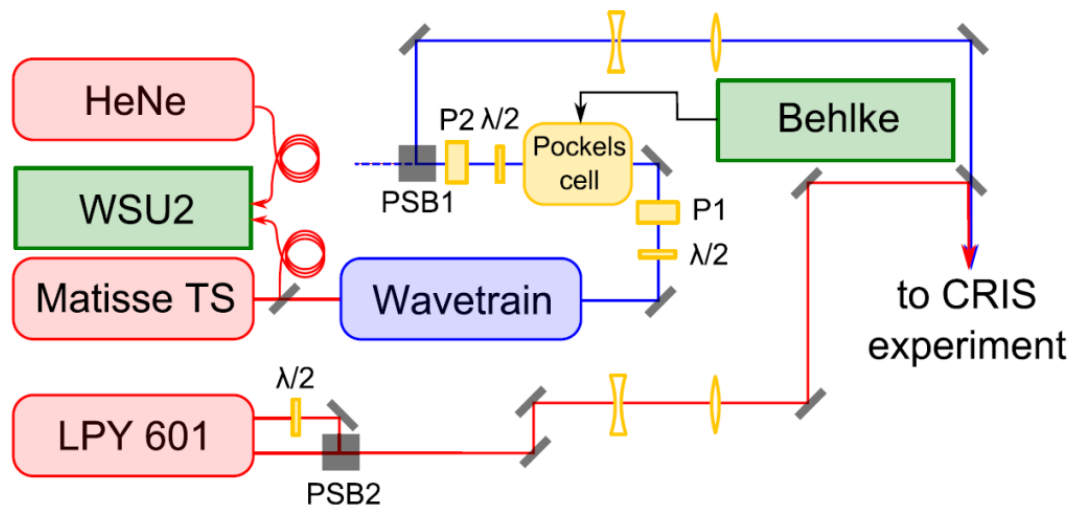 HeNe
P2 λ/2
Pockels
cell
Behlke
PSB1
WSU2
P1
λ/2
Matisse TS
Wavetrain
to CRIS
experiment
λ/2
LPY 601
PSB2